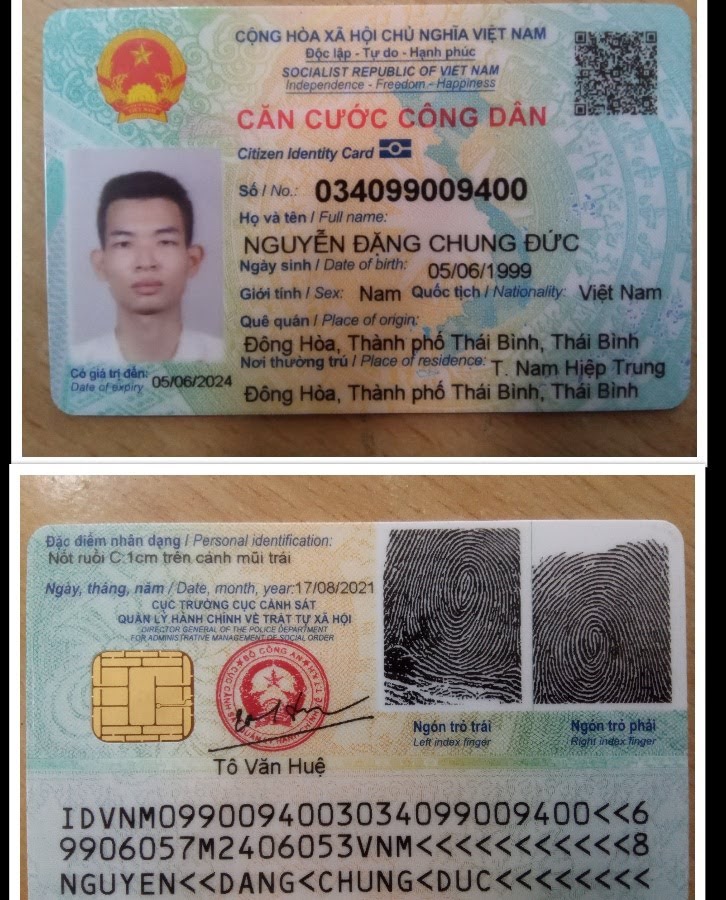 CỘNG HÒA XÃ HỘI CHỦ NGHĨA VIỆT NAM
Độc lập - Tự do - Hạnh phúc
SOCIALIST REPUBLIC OF VIET NAM
Independence - Freedom - Happiness
CĂN CƯỚC CÔNG DÂN
Citizen Identity Card
Số / No.: 034099009400
Họ và tên / Full name:
NGUYỄN ĐẶNG CHUNG ĐỨC
Ngày sinh / Date of birth: 05/06/1999
Giới tính / Sex: Nam Quốc tịch / Nationality: Việt Nam
Quê quán / Place of origin:
Đông Hòa, Thành phố Thái Bình, Thái Bình
Nơi thường trú / Place of residence: T. Nam Hiệp Trung
Đông Hòa, Thành phố Thái Bình, Thái Bình
Có giá trị đến: 05/06/2024
Date of expiry
Đặc điểm nhân dạng / Personal identification:
Nốt ruồi C:1cm trên cánh mũi trái
Ngày, tháng, năm / Date, month, year:17/08/2021
CỤC TRƯỞNG CỤC CẢNH SÁT
QUẢN LÝ HÀNH CHÍNH VỀ TRẬT TỰ XÃ HỘI
DIRECTOR GENERAL OF THE POLICE DEPARTMENT
FOR ADMINISTRATIVE MANAGEMENT OF SOCIAL ORDER
BỘ CÔNG AN
Tô Văn Huệ
Ngón trỏ trái
Left index finger
Ngón trỏ phải
Right index finger
IDVNM0990094003034099009400<<6
9906057M2406053VNM<<<<<<<<<<<8
NGUYEN<<DANG<CHUNG<DUC<<<<<<<<